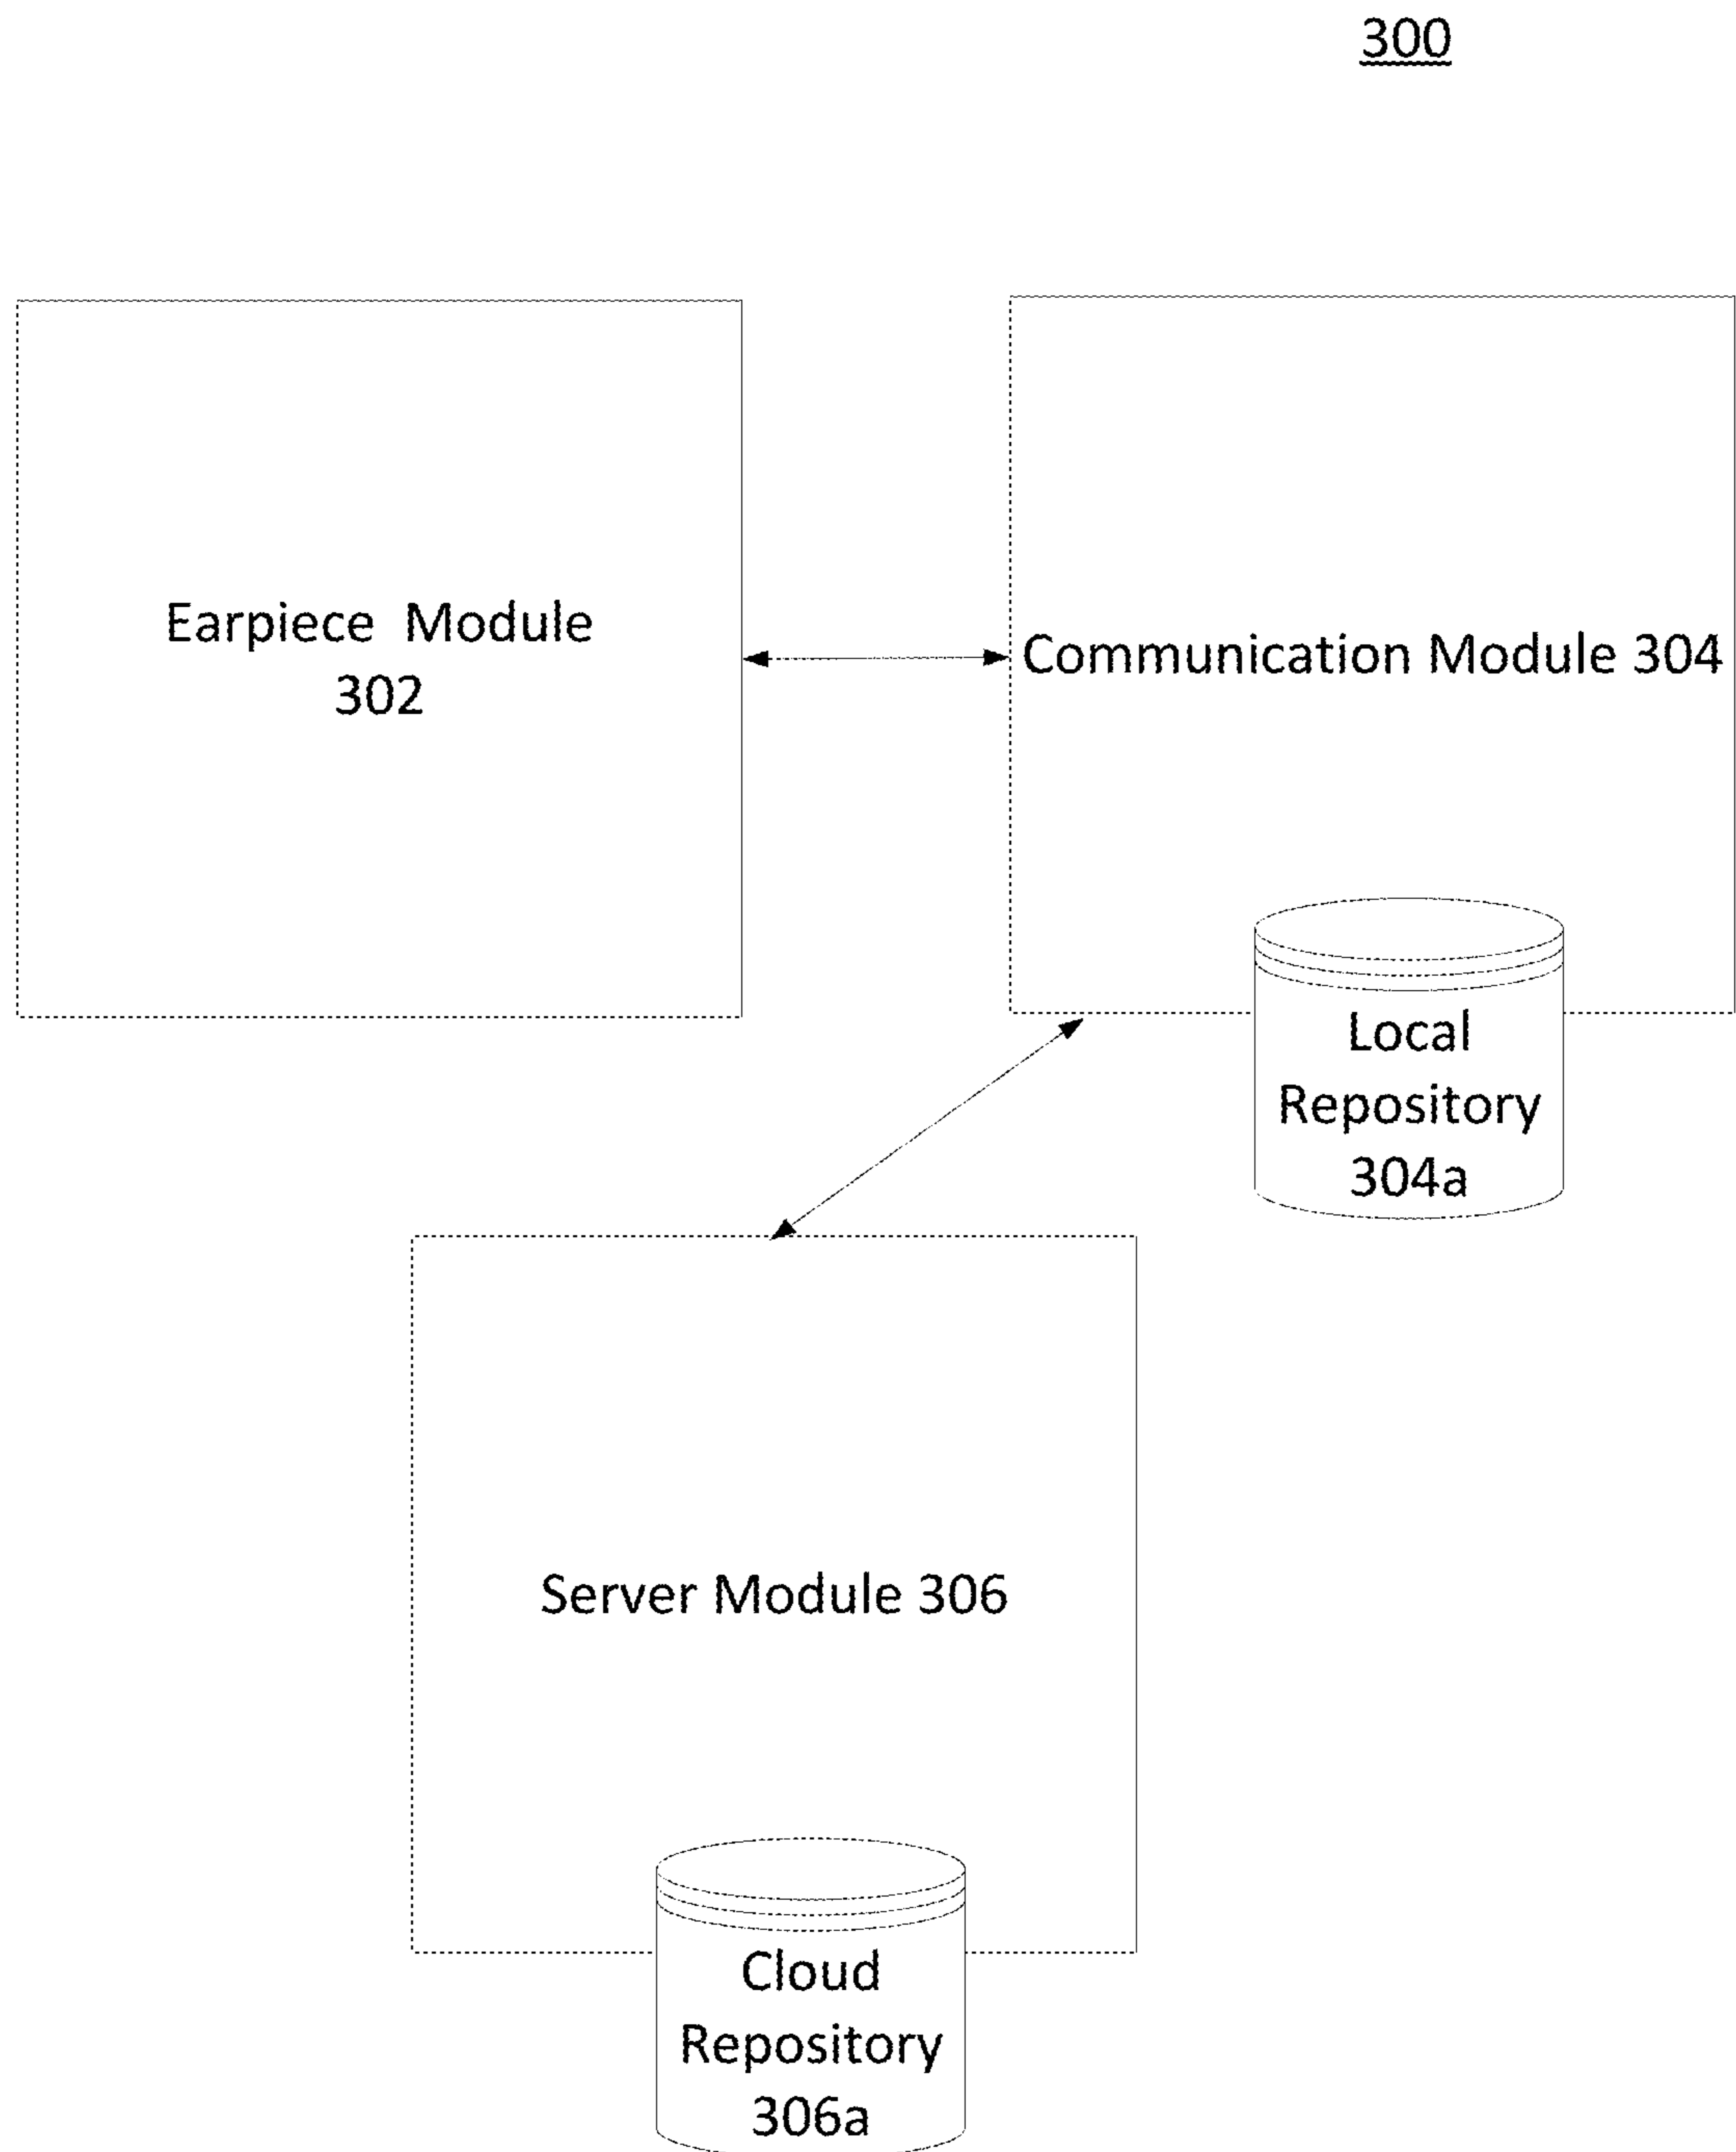 300
Earpiece Module
302
Communication Module 304
Local
Repository
304a
Server Module 306
Cloud
Repository
306a